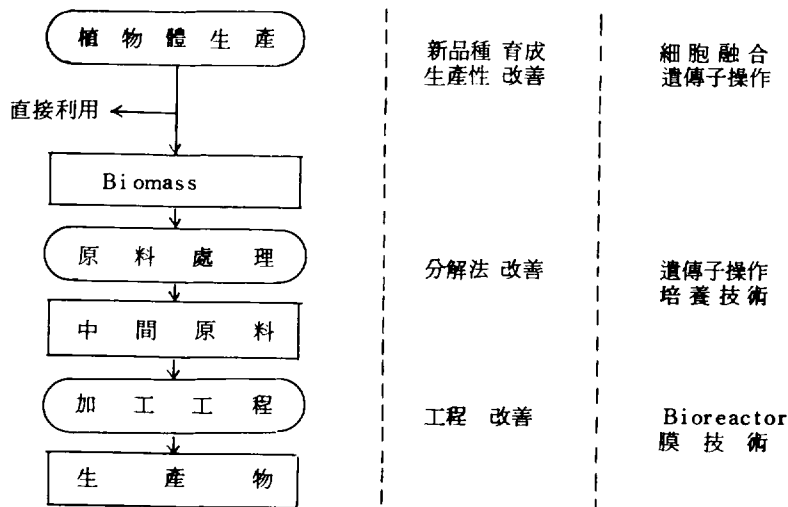 植物體生產
新品種 育成
細胞融合
生產性 改善
遺傳子操作
直接利用
Biomass
原料處理
分解法 改善
遺傳子操作
培養技術
中間原料
加工工程
工程 改善
Bioreactor
膜技術
生產物